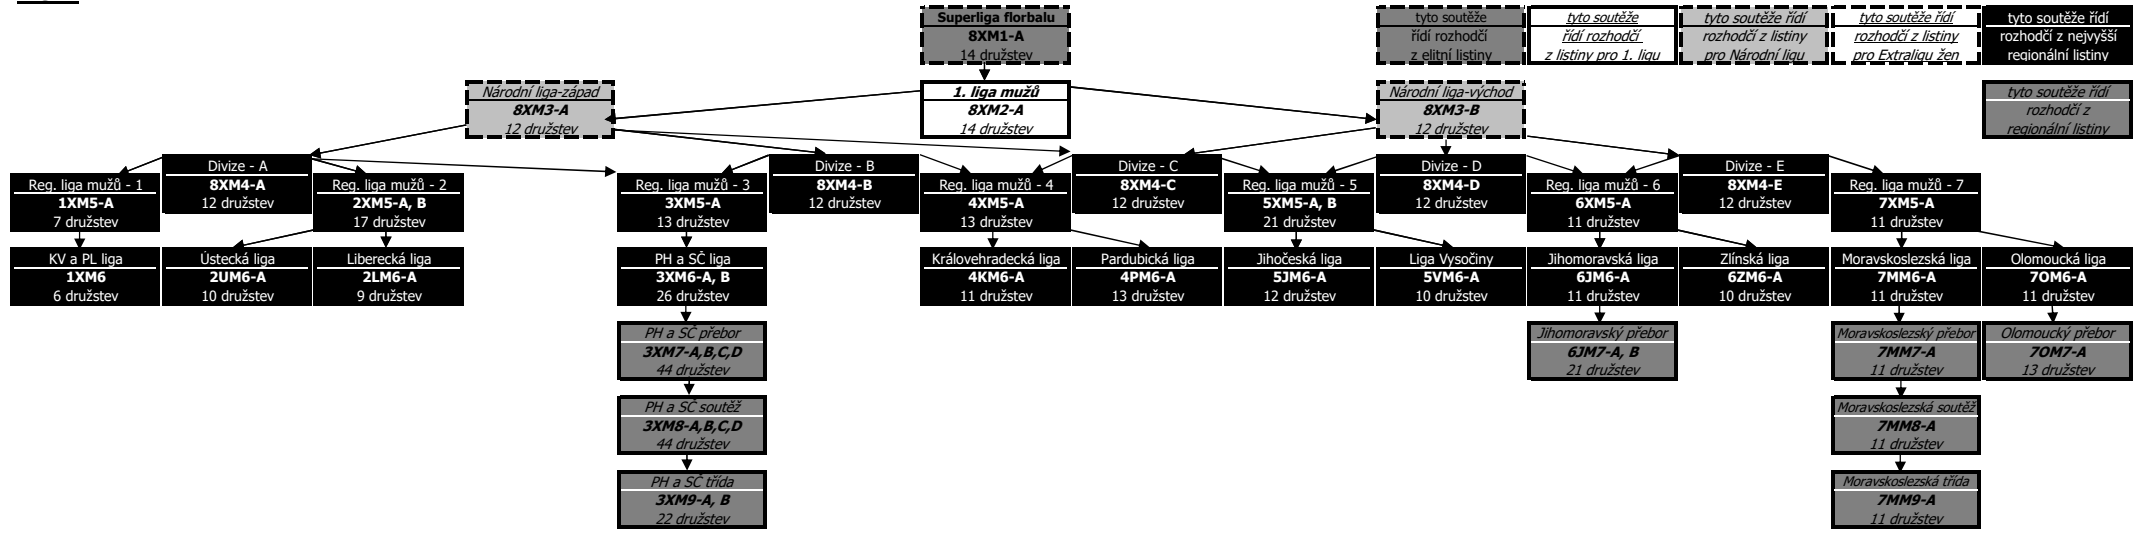 Superliga florbalu
8XM1-A
14 družstev
tyto soutěže
řídí rozhodčí
z elitní listiny
tyto soutěže
řídí rozhodčí
z listiny pro 1. ligu
tyto soutěže řídí
rozhodčí z listiny
pro Národní ligu
tyto soutěže řídí
rozhodčí z listiny
pro Extraligu žen
tyto soutěže řídí
rozhodčí z nejvyšší
regionální listiny
Národní liga-západ
8XM3-A
12 družstev
1. liga mužů
8XM2-A
14 družstev
Národní liga-východ
8XM3-B
12 družstev
tyto soutěže řídí
rozhodčí z
regionální listiny
Divize - A
8XM4-A
12 družstev
Divize - B
8XM4-B
12 družstev
Divize - C
8XM4-C
12 družstev
Divize - D
8XM4-D
12 družstev
Divize - E
8XM4-E
12 družstev
Reg. liga mužů - 1
1XM5-A
7 družstev
Reg. liga mužů - 2
2XM5-A, B
17 družstev
Reg. liga mužů - 3
3XM5-A
13 družstev
Reg. liga mužů - 4
4XM5-A
13 družstev
Reg. liga mužů - 5
5XM5-A, B
21 družstev
Reg. liga mužů - 6
6XM5-A
11 družstev
Reg. liga mužů - 7
7XM5-A
11 družstev
KV a PL liga
1XM6
6 družstev
Ústecká liga
2UM6-A
10 družstev
Liberecká liga
2LM6-A
9 družstev
PH a SČ liga
3XM6-A, B
26 družstev
Královehradecká liga
4KM6-A
11 družstev
Pardubická liga
4PM6-A
13 družstev
Jihočeská liga
5JM6-A
12 družstev
Liga Vysočiny
5VM6-A
10 družstev
Jihomoravská liga
6JM6-A
11 družstev
Zlínská liga
6ZM6-A
10 družstev
Moravskoslezská liga
7MM6-A
11 družstev
Olomoucká liga
7OM6-A
11 družstev
PH a SČ přebor
3XM7-A,B,C,D
44 družstev
Jihomoravský přebor
6JM7-A, B
21 družstev
Moravskoslezský přebor
7MM7-A
11 družstev
Olomoucký přebor
7OM7-A
13 družstev
PH a SČ soutěž
3XM8-A,B,C,D
44 družstev
Moravskoslezská soutěž
7MM8-A
11 družstev
PH a SČ třída
3XM9-A, B
22 družstev
Moravskoslezská třída
7MM9-A
11 družstev